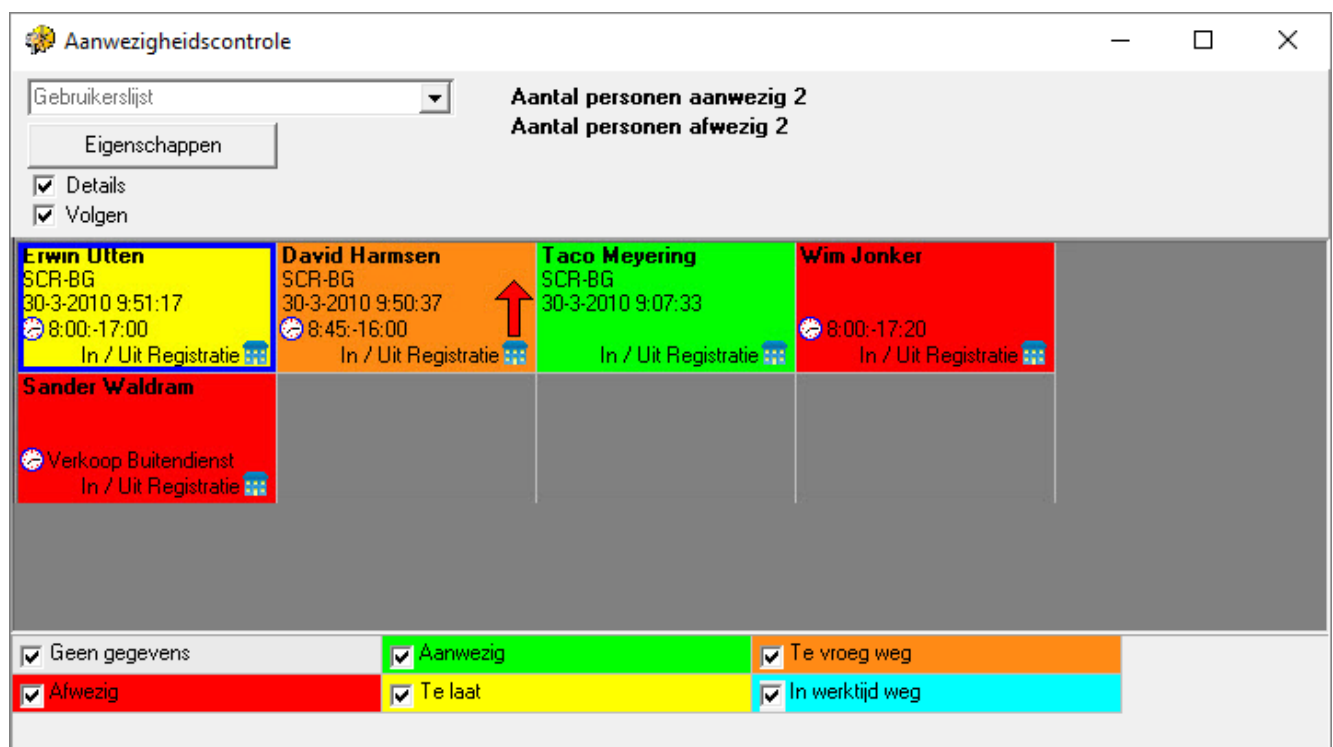 Aanwezigheidscontrole
Gebruikerslijst
Aantal personen aanwezig 2
Aantal personen afwezig 2
Eigenschappen
Details
Volgen
Erwin Otten
SCR-BG
30-3-2010 9:51:17
8:00:-17:00
In / Uit Registratie
David Harmsen
SCR-BG
30-3-2010 9:50:37
8:45:-16:00
In / Uit Registratie
Taco Meyering
SCR-BG
30-3-2010 9:07:33
In / Uit Registratie
Wim Jonker
8:00:-17:20
In / Uit Registratie
Sander Waldram
Verkoop Buitendienst
In / Uit Registratie
Geen gegevens
Aanwezig
Te vroeg weg
Afwezig
Te laat
In werktijd weg